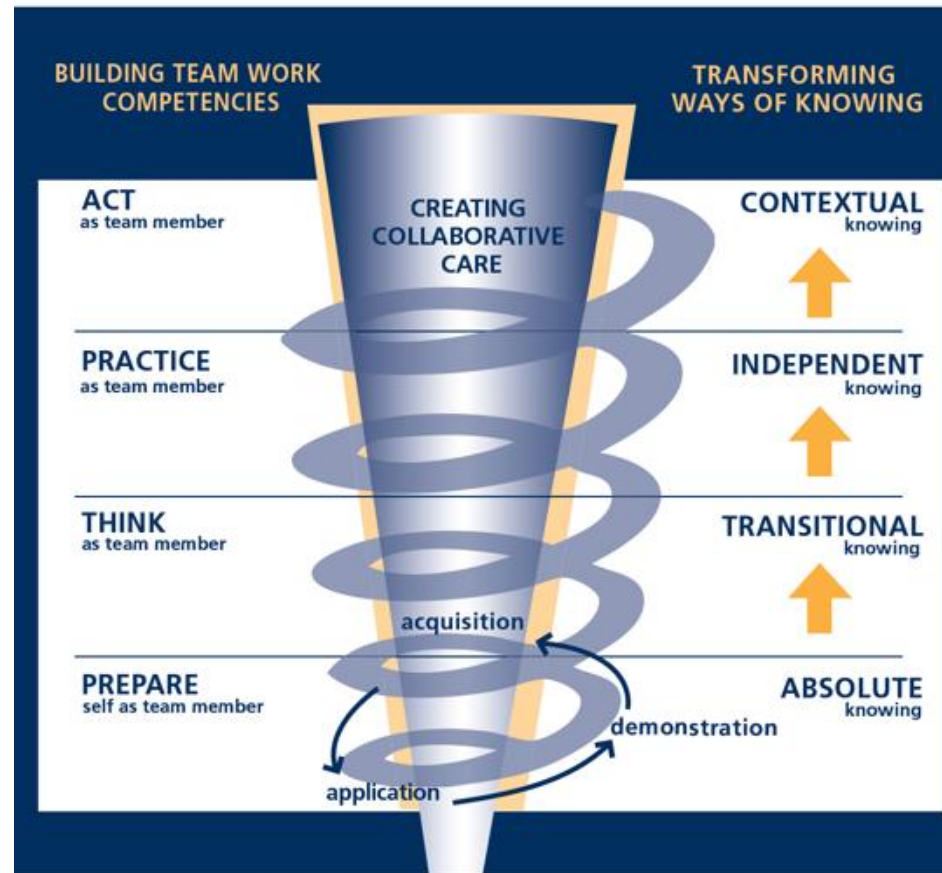 BUILDING TEAM WORK
COMPETENCIES
TRANSFORMING
WAYS OF KNOWING
CREATING
COLLABORATIVE
CARE
ACT
as team member
CONTEXTUAL
knowing
PRACTICE
as team member
INDEPENDENT
knowing
THINK
as team member
TRANSITIONAL
knowing
acquisition
PREPARE
self as team member
ABSOLUTE
knowing
demonstration
application